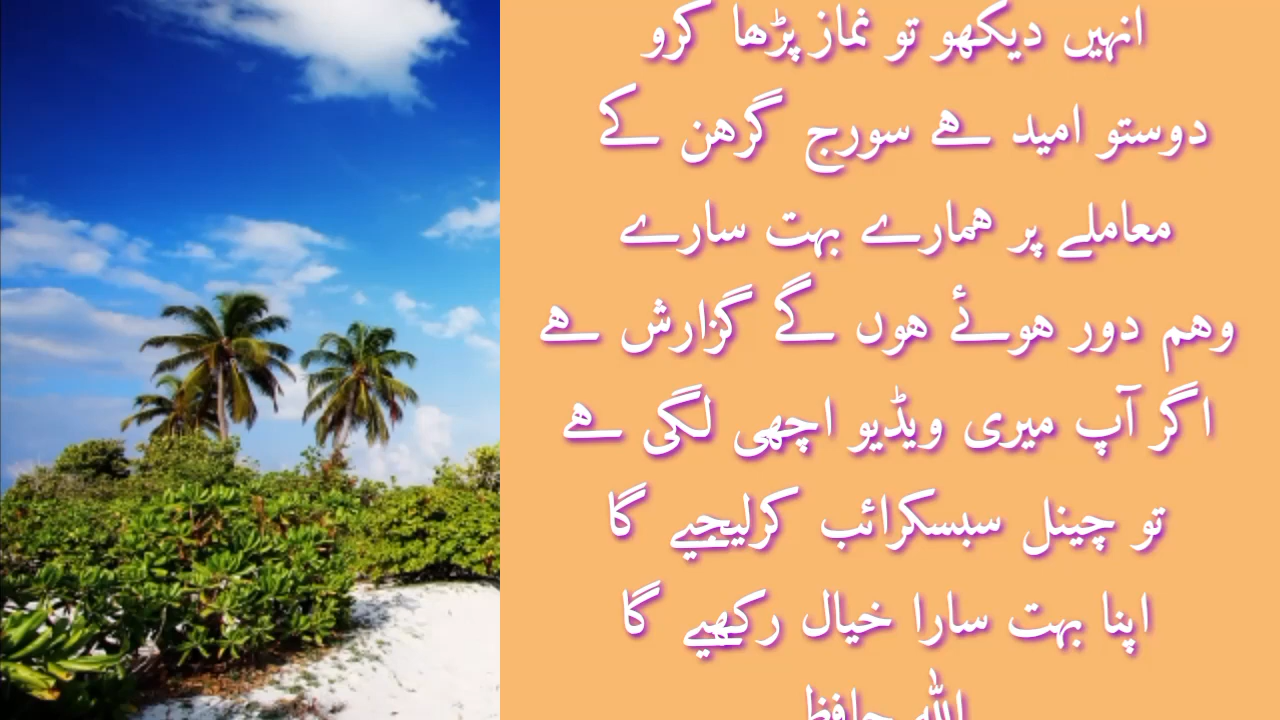 انہیں دیکھو تو نماز پڑھا کرو
دوستو امید ہے سورج گرہن کے
معاملے پر ہمارے بہت سارے
وہم دور ہوئے ہوں گے گزارش ہے
اگر آپ میری ویڈیو اچھی لگی ہے
تو چینل سبسکرائب کرلیجیے گا
اپنا بہت سارا خیال رکھیے گا
اللہ حافظ